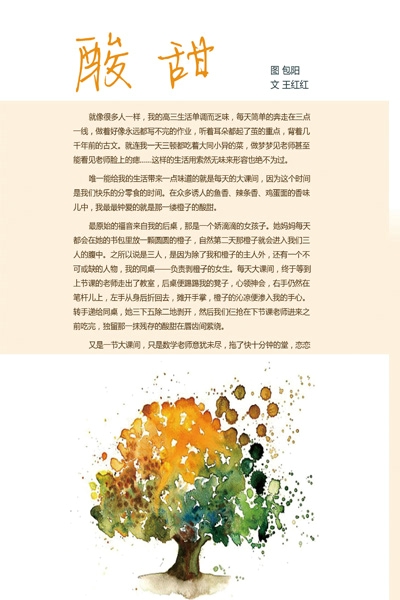 酸甜
图 包阳
文 王红红
就像很多人一样，我的高三生活单调而乏味，每天简单的奔走在三点
一线，做着好像永远都写不完的作业，听着耳朵都起了茧的重点，背着几
千年前的古文。就连我一天三顿都吃着大同小异的菜，做梦梦见老师甚至
能看见老师脸上的痣……这样的生活用索然无味来形容也绝不为过。
唯一能给我的生活带来一点味道的就是每天的大课间，因为这个时间
是我们快乐的分零食的时间。在众多诱人的鱼香、辣条香、鸡蛋面的香味
儿中，我最最钟爱的就是那一缕橙子的酸甜。
最原始的福音来自我的后桌，那是一个娇滴滴的女孩子。她妈妈每天
都会在她的书包里放一颗圆圆的橙子，自然第二天那橙子就会进入我们三
人的腹中。之所以说是三人，是因为除了我和橙子的主人外，还有一个不
可或缺的人物，我的同桌——负责剥橙子的女生。每天大课间，终于等到
上节课的老师走出了教室，后桌便踢踢我的凳子，心领神会，右手仍然在
笔杆儿上，左手从身后折回去，摊开手掌，橙子的沁凉便渗入我的手心。
转手递给同桌，她三下五除二地剥开，然后我们仨抢在下节课老师进来之
前吃完，独留那一抹残存的酸甜在唇齿间萦绕。
又是一节大课间，只是数学老师意犹未尽，拖了快十分钟的堂，恋恋